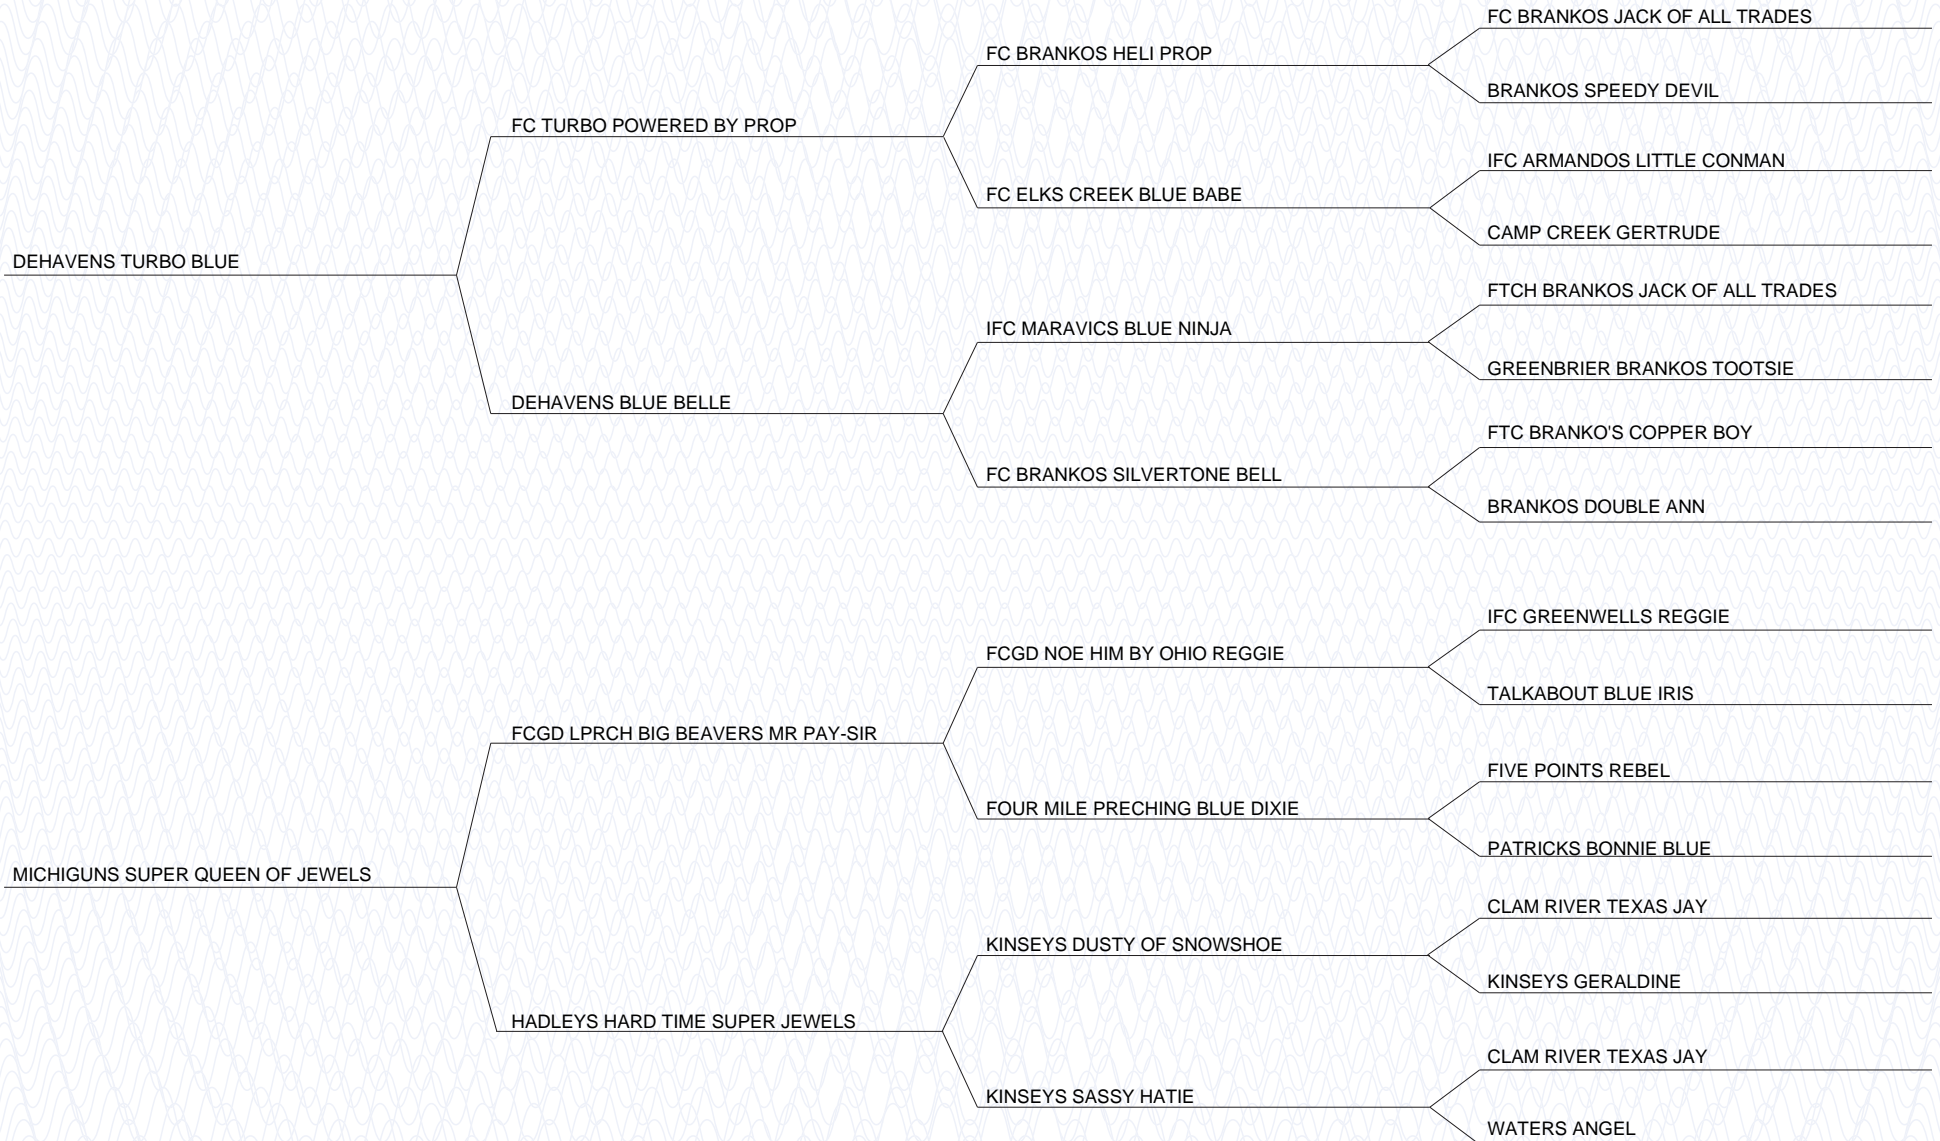 FC BRANKOS JACK OF ALL TRADES
FC BRANKOS HELI PROP
BRANKOS SPEEDY DEVIL
FC TURBO POWERED BY PROP
IFC ARMANDOS LITTLE CONMAN
FC ELKS CREEK BLUE BABE
CAMP CREEK GERTRUDE
DEHAVENS TURBO BLUE
FTCH BRANKOS JACK OF ALL TRADES
IFC MARAVICS BLUE NINJA
GREENBRIER BRANKOS TOOTSIE
DEHAVENS BLUE BELLE
FTC BRANKO'S COPPER BOY
FC BRANKOS SILVERTONE BELL
BRANKOS DOUBLE ANN
IFC GREENWELLS REGGIE
FCGD NOE HIM BY OHIO REGGIE
TALKABOUT BLUE IRIS
FCGD LPRCH BIG BEAVERS MR PAY-SIR
FIVE POINTS REBEL
FOUR MILE PRECHING BLUE DIXIE
PATRICKS BONNIE BLUE
MICHIGUNS SUPER QUEEN OF JEWELS
CLAM RIVER TEXAS JAY
KINSEYS DUSTY OF SNOWSHOE
KINSEYS GERALDINE
HADLEYS HARD TIME SUPER JEWELS
CLAM RIVER TEXAS JAY
KINSEYS SASSY HATIE
WATERS ANGEL